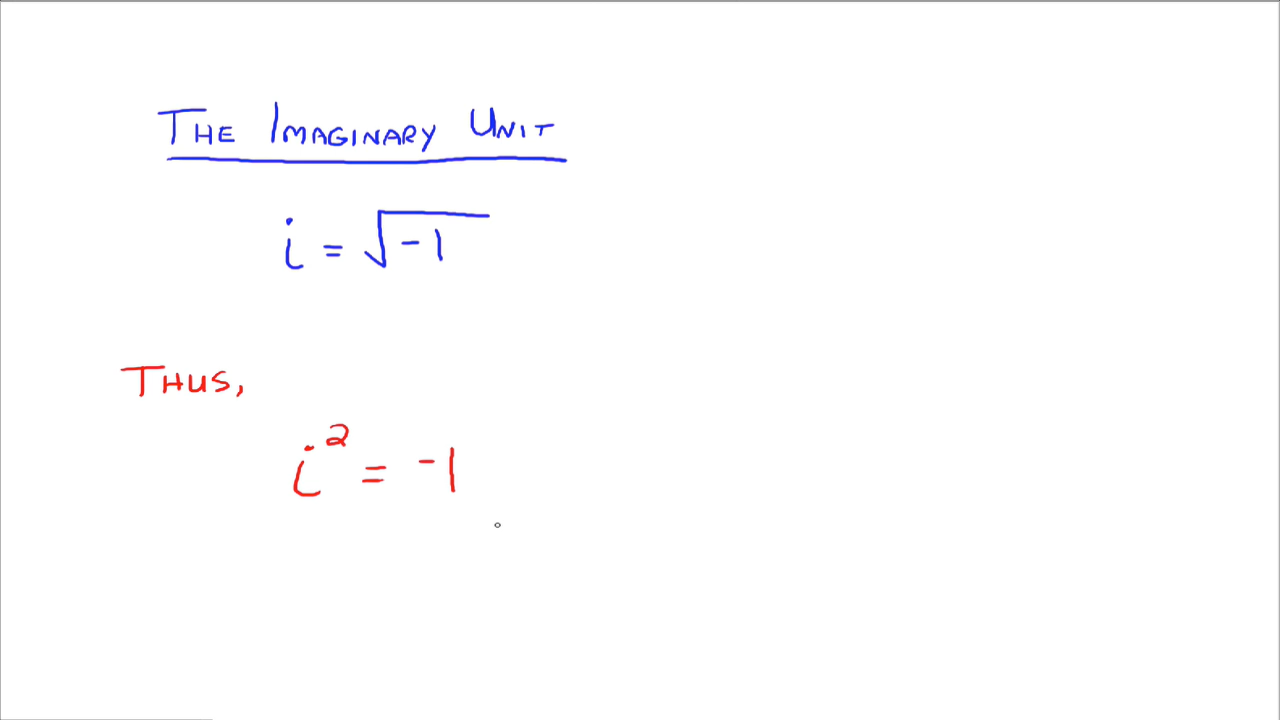 THE IMAGINARY UNIT
i = √-1
THUS,
i² = -1